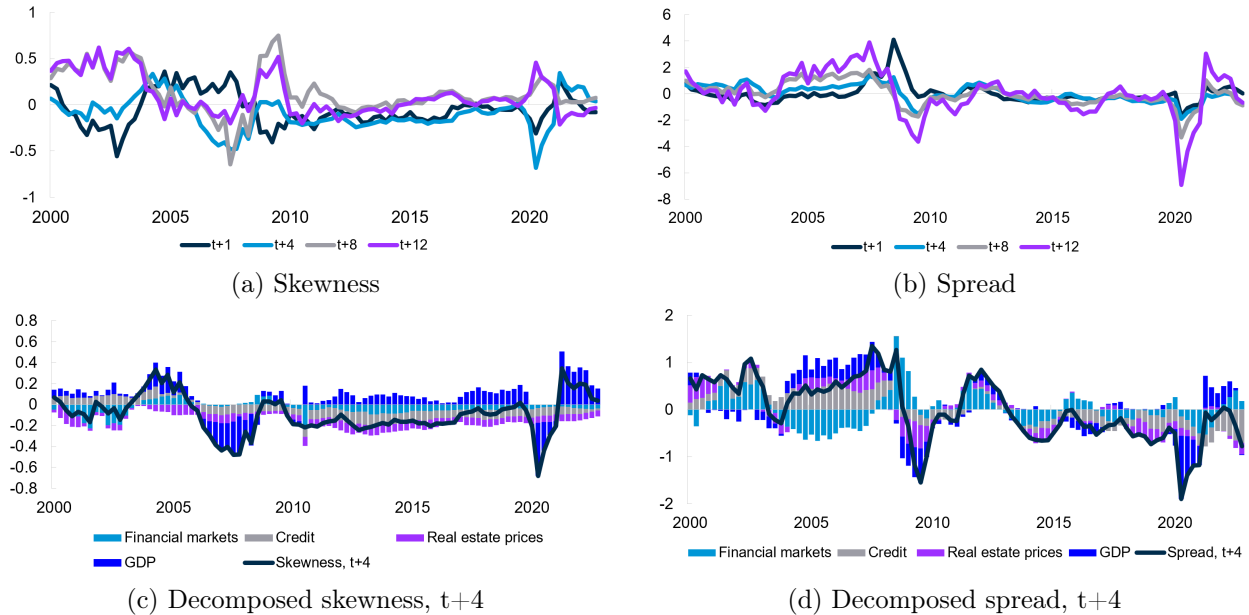 1
0.5
0
-0.5
-1
2000 2005 2010 2015 2020
t+1 t+4 t+8 t+12
(a) Skewness
6
4
2
0
-2
-4
-6
-8
2000 2005 2010 2015 2020
t+1 t+4 t+8 t+12
(b) Spread
0.8
0.6
0.4
0.2
0
-0.2
-0.4
-0.6
-0.8
2000 2005 2010 2015 2020
Financial markets Credit Real estate prices
GDP Skewness, t+4
(c) Decomposed skewness, t+4
2
1
0
-1
-2
2000 2005 2010 2015 2020
Financial markets Credit Real estate prices GDP Spread, t+4
(d) Decomposed spread, t+4